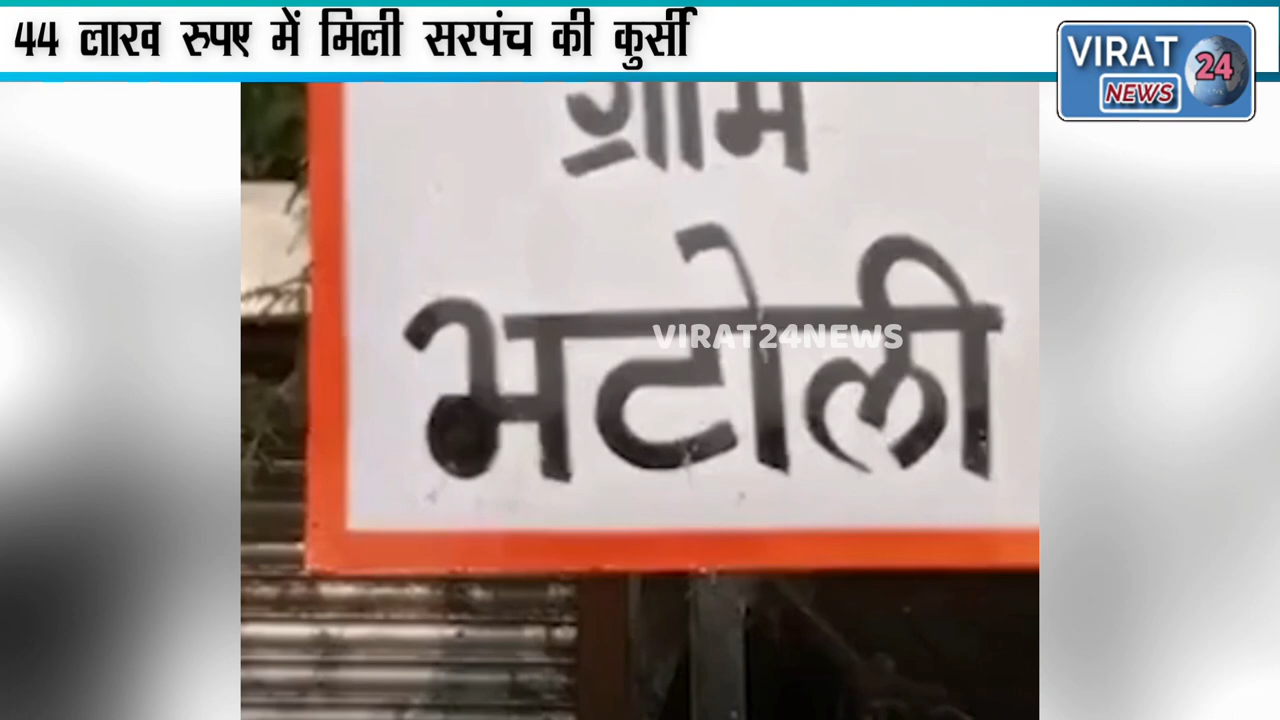 44 लाख रुपए में मिली सरपंच की कुर्सी
VIRAT
24
NEWS
ग्राम
भटोली
VIRAT24NEWS